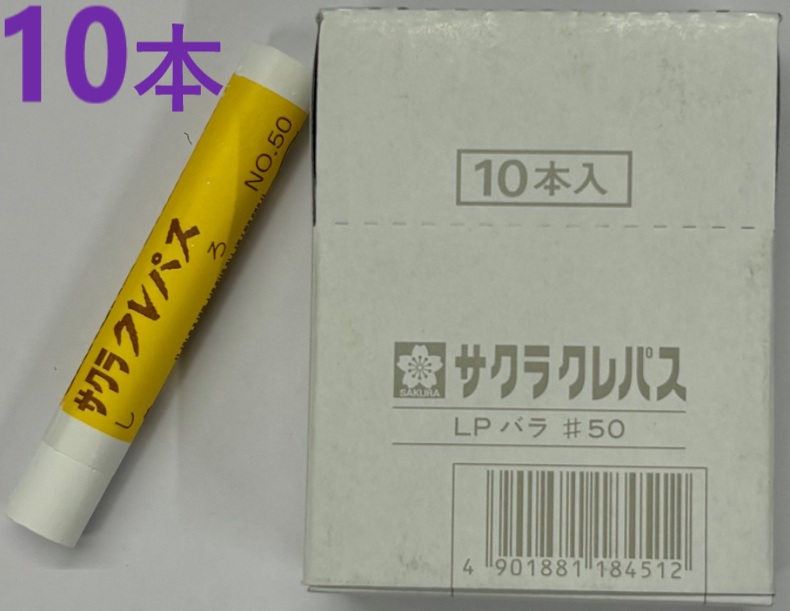 10本
NO.50
しろ
サクラクレパス
10本入
SAKURA
サクラクレパス
LP バラ #50
4 901881 184512